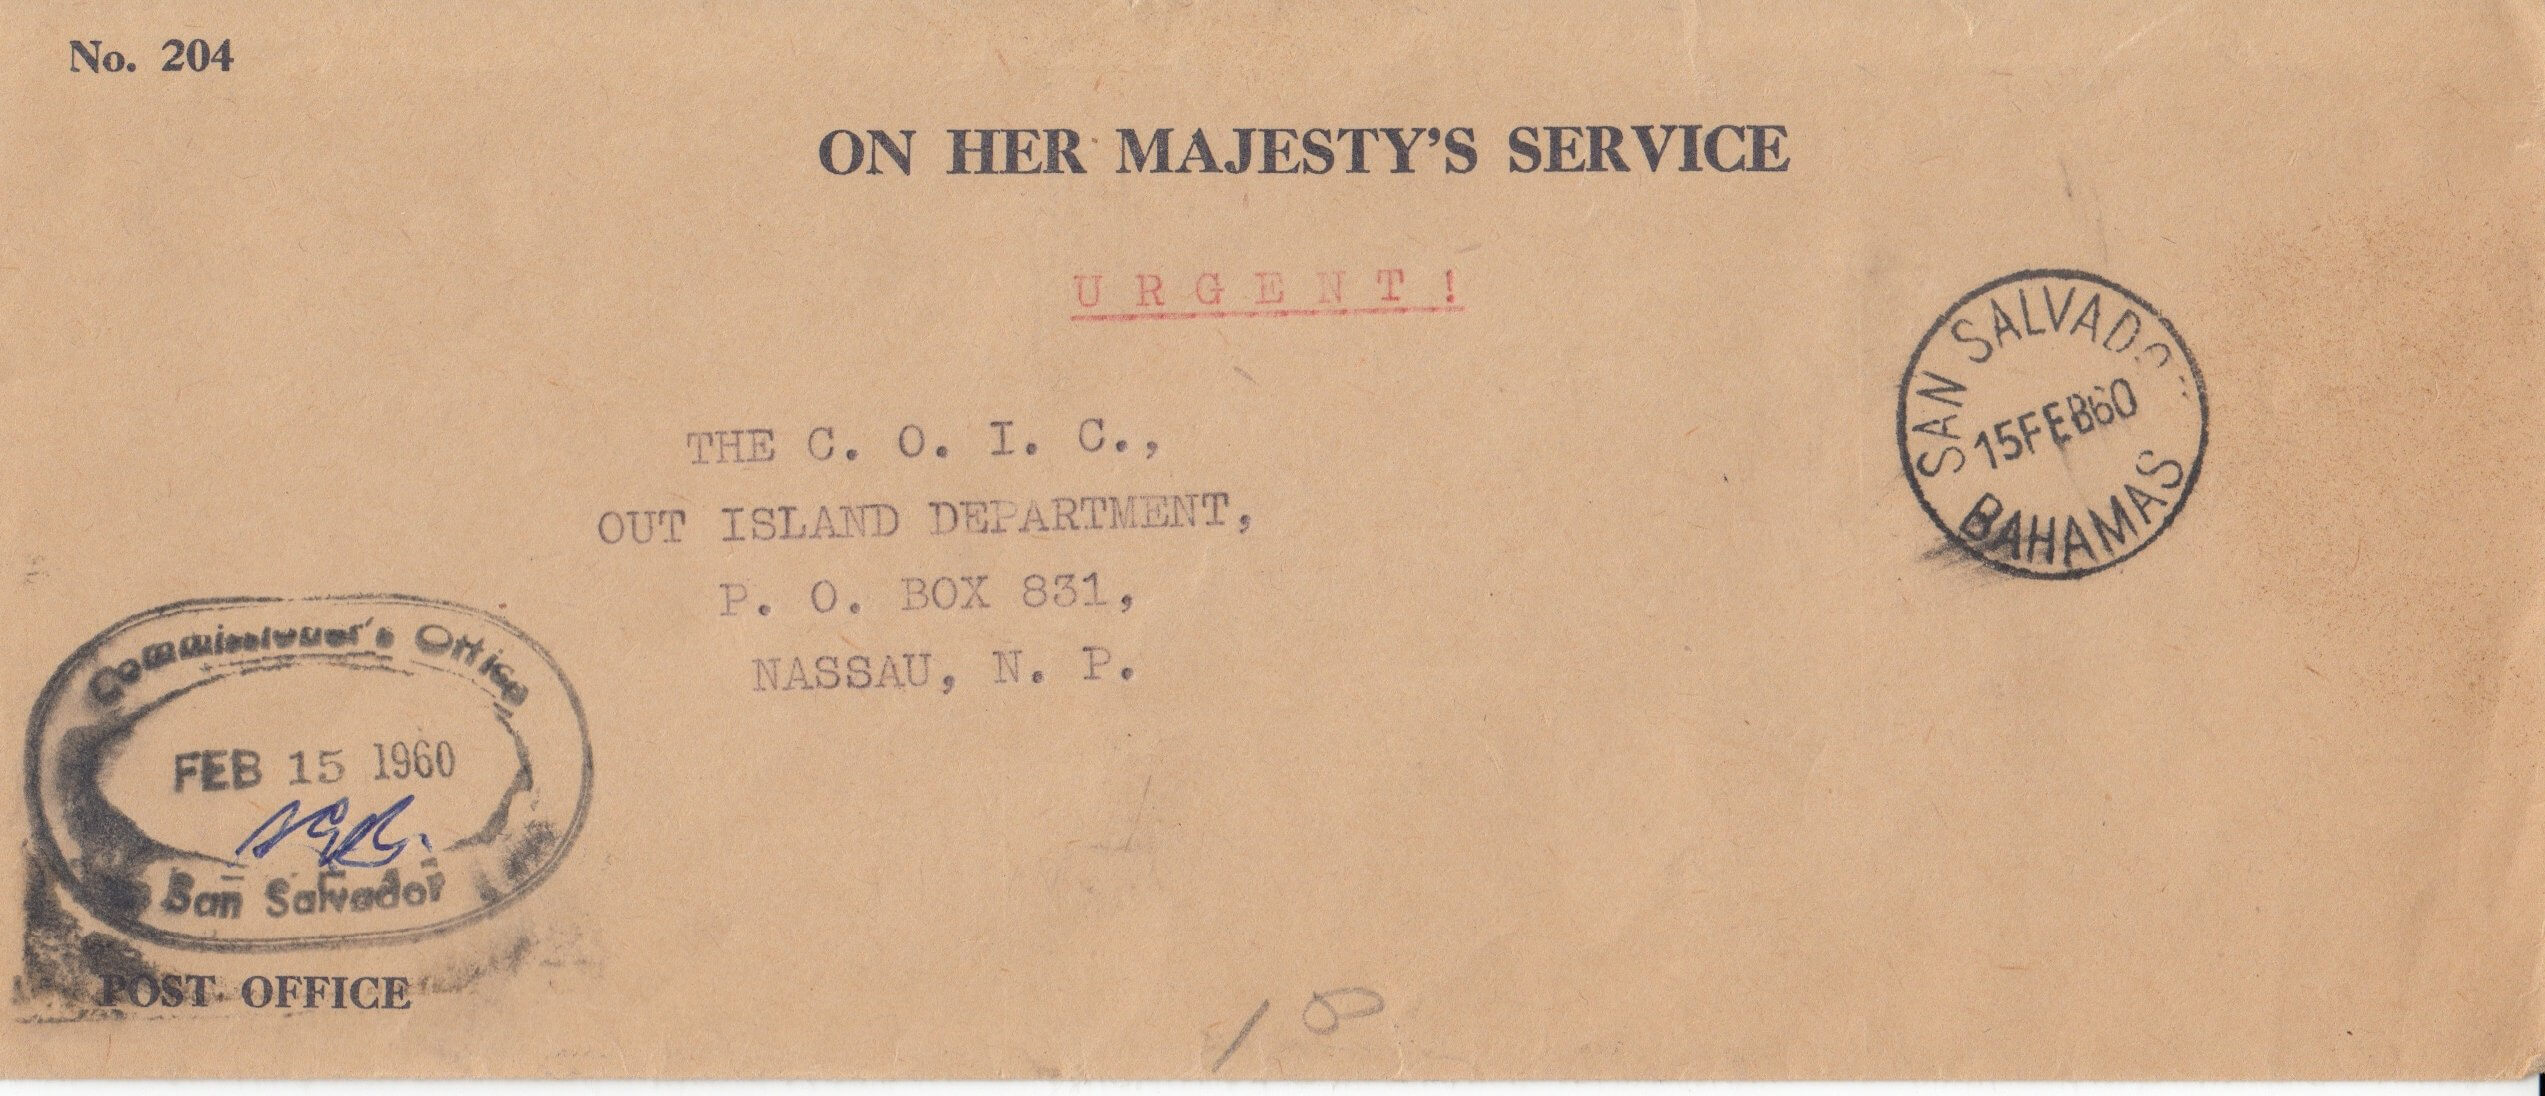 No. 204
ON HER MAJESTY'S SERVICE
URGENT!
THE C. O. I. C.,
OUT ISLAND DEPARTMENT,
P. O. BOX 831,
NASSAU, N. P.
SAN SALVADO
15FEB60
BAHAMAS
Commissioner's Office
FEB 15 1960
San Salvador
POST OFFICE